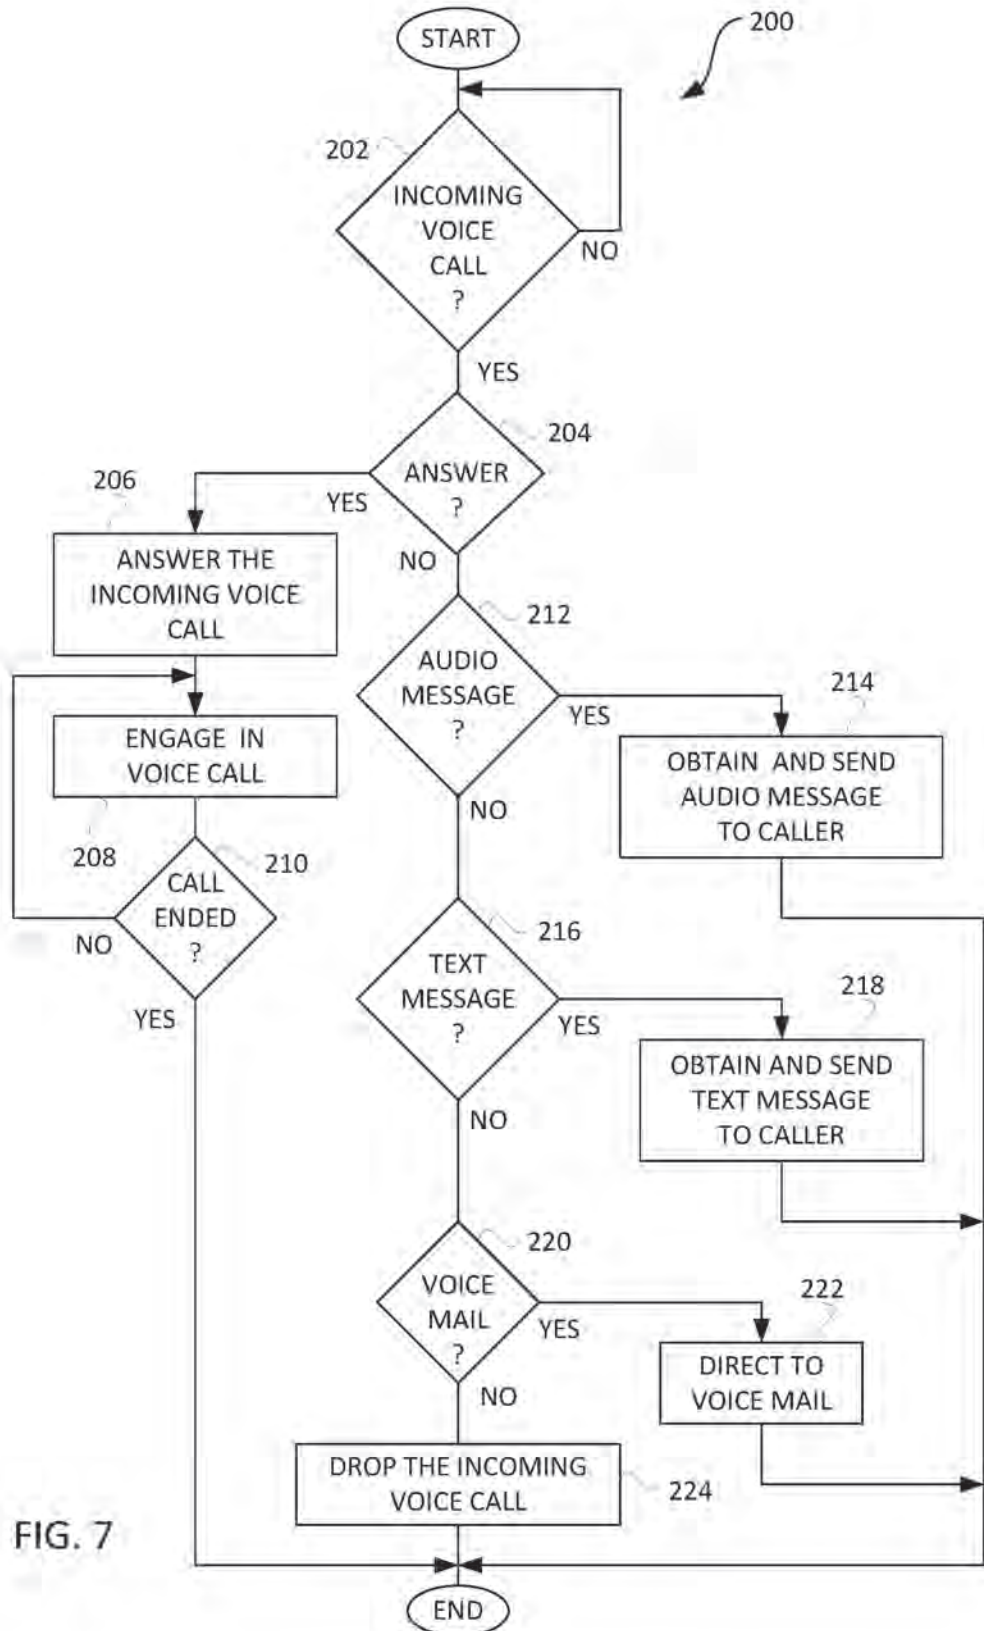 START
200
202
INCOMING
VOICE
CALL
?
NO
YES
204
ANSWER
?
YES
NO
206
ANSWER THE
INCOMING VOICE
CALL
212
AUDIO
MESSAGE
?
YES
NO
214
OBTAIN AND SEND
AUDIO MESSAGE
TO CALLER
ENGAGE IN
VOICE CALL
208
210
CALL
ENDED
?
NO
YES
216
TEXT
MESSAGE
?
YES
NO
218
OBTAIN AND SEND
TEXT MESSAGE
TO CALLER
220
VOICE
MAIL
?
YES
NO
222
DIRECT TO
VOICE MAIL
DROP THE INCOMING
VOICE CALL
224
FIG. 7
END